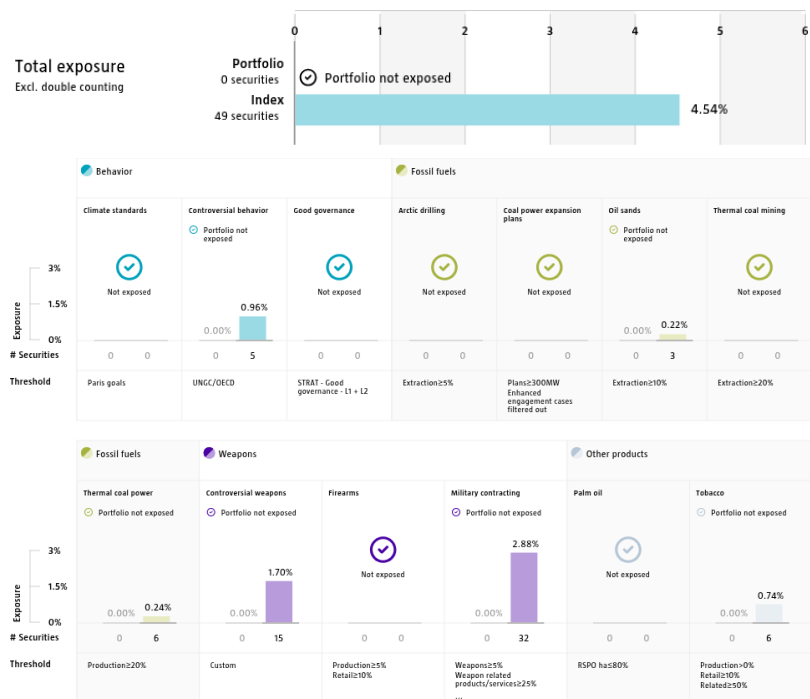 0 1 2 3 4 5 6
Total exposure
Excl. double counting
Portfolio
0 securities
Portfolio not exposed
Index
49 securities
4.54%
Behavior
Fossil fuels
Climate standards
Controversial behavior
Good governance
Arctic drilling
Coal power expansion
plans
Oil sands
Thermal coal mining
Portfolio not
exposed
Portfolio not
exposed
Not exposed
Not exposed
Not exposed
Not exposed
Not exposed
Exposure
3%
1.5%
0%
0.00% 0.96%
0.00% 0.22%
# Securities 0 0 0 5 0 0 0 0 0 0 0 3 0 0
Threshold
Paris goals
UNGC/OECD
STRAT - Good
governance - L1 + L2
Extraction≥5%
Plans≥300MW
Enhanced
engagement cases
filtered out
Extraction≥10%
Extraction≥20%
Fossil fuels
Weapons
Other products
Thermal coal power
Controversial weapons
Firearms
Military contracting
Palm oil
Tobacco
Portfolio not exposed
Portfolio not exposed
Portfolio not exposed
Portfolio not exposed
Not exposed
Not exposed
Exposure
3%
1.5%
0%
0.00% 0.24%
0.00% 1.70%
0.00% 2.88%
0.00% 0.74%
# Securities 0 6 0 15 0 0 0 32 0 0 0 6
Threshold
Production≥20%
Custom
Production≥5%
Retail≥10%
Weapons≥5%
Weapon related
products/services≥25%
RSPO ha≤80%
Production>0%
Retail≥10%
Related≥50%